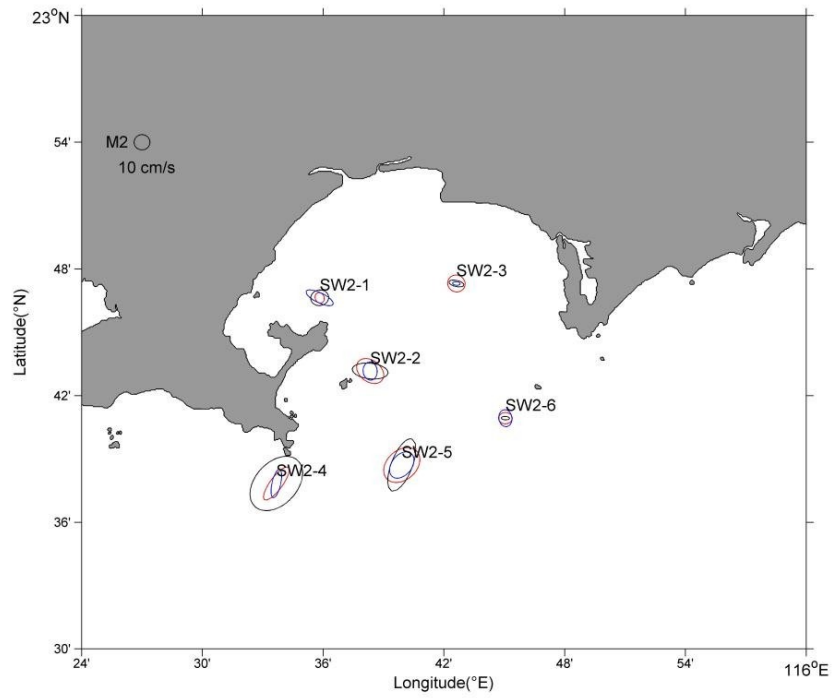 23°N
M2
10 cm/s
54'
48'
SW2-1
SW2-3
SW2-2
42'
SW2-6
SW2-5
SW2-4
36'
30'
24'
30'
36'
42'
48'
54'
116°E
Latitude(°N)
Longitude(°E)